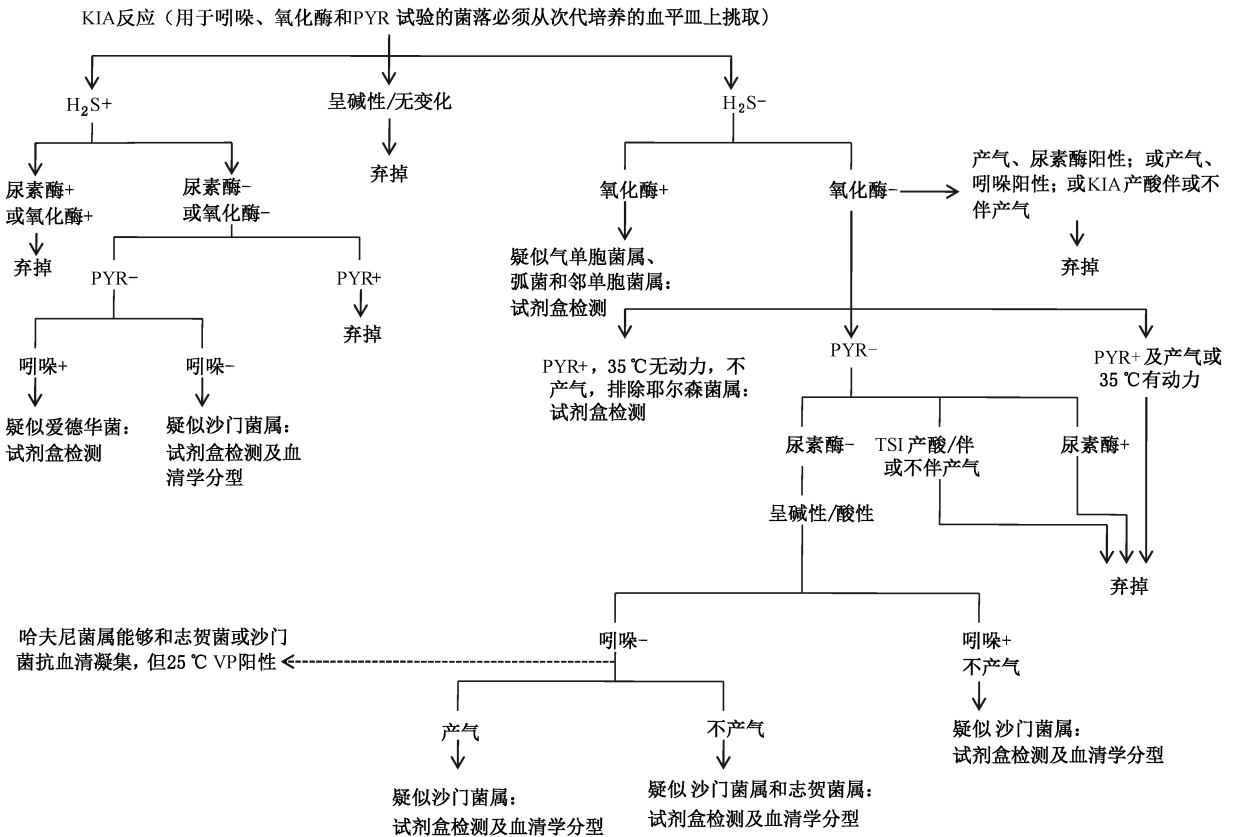 KIA反应（用于吲哚、氧化酶和PYR 试验的菌落必须从次代培养的血平皿上挑取）
H₂S+
呈碱性/无变化
H₂S-
弃掉
尿素酶+
或氧化酶+
尿素酶-
或氧化酶-
氧化酶+
氧化酶-
产气、尿素酶阳性；或产气、
吲哚阳性；或KIA产酸伴或不
伴产气
弃掉
弃掉
PYR-
PYR+
弃掉
疑似气单胞菌属、
弧菌和邻单胞菌属：
试剂盒检测
吲哚+
吲哚-
疑似爱德华菌：
试剂盒检测
疑似沙门菌属：
试剂盒检测及血
清学分型
PYR+，35℃无动力，不
产气，排除耶尔森菌属：
试剂盒检测
PYR-
PYR+及产气或
35℃有动力
尿素酶-
TSI产酸/伴
或不伴产气
尿素酶+
呈碱性/酸性
弃掉
哈夫尼菌属能够和志贺菌或沙门
菌抗血清凝集，但25℃ VP阳性
吲哚-
吲哚+
不产气
产气
不产气
疑似 沙门菌属：
试剂盒检测及血清学分型
疑似沙门菌属：
试剂盒检测及血清学分型
疑似 沙门菌属和志贺菌属：
试剂盒检测及血清学分型